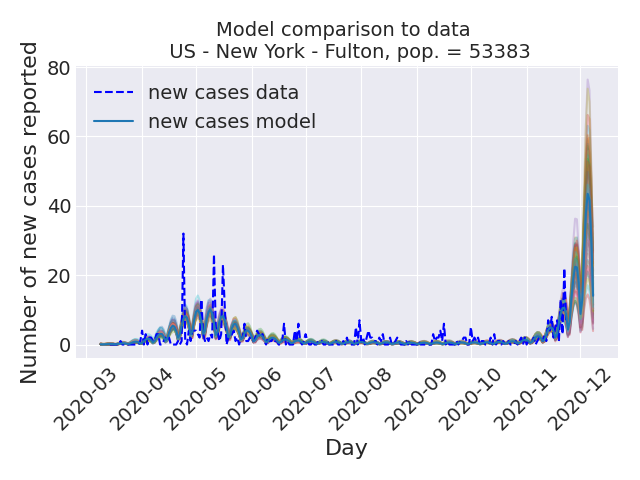 Model comparison to data
US - New York - Fulton, pop. = 53383
Number of new cases reported
80
60
40
20
0
new cases data
new cases model
2020-03
2020-04
2020-05
2020-06
2020-07
2020-08
2020-09
2020-10
2020-11
2020-12
Day